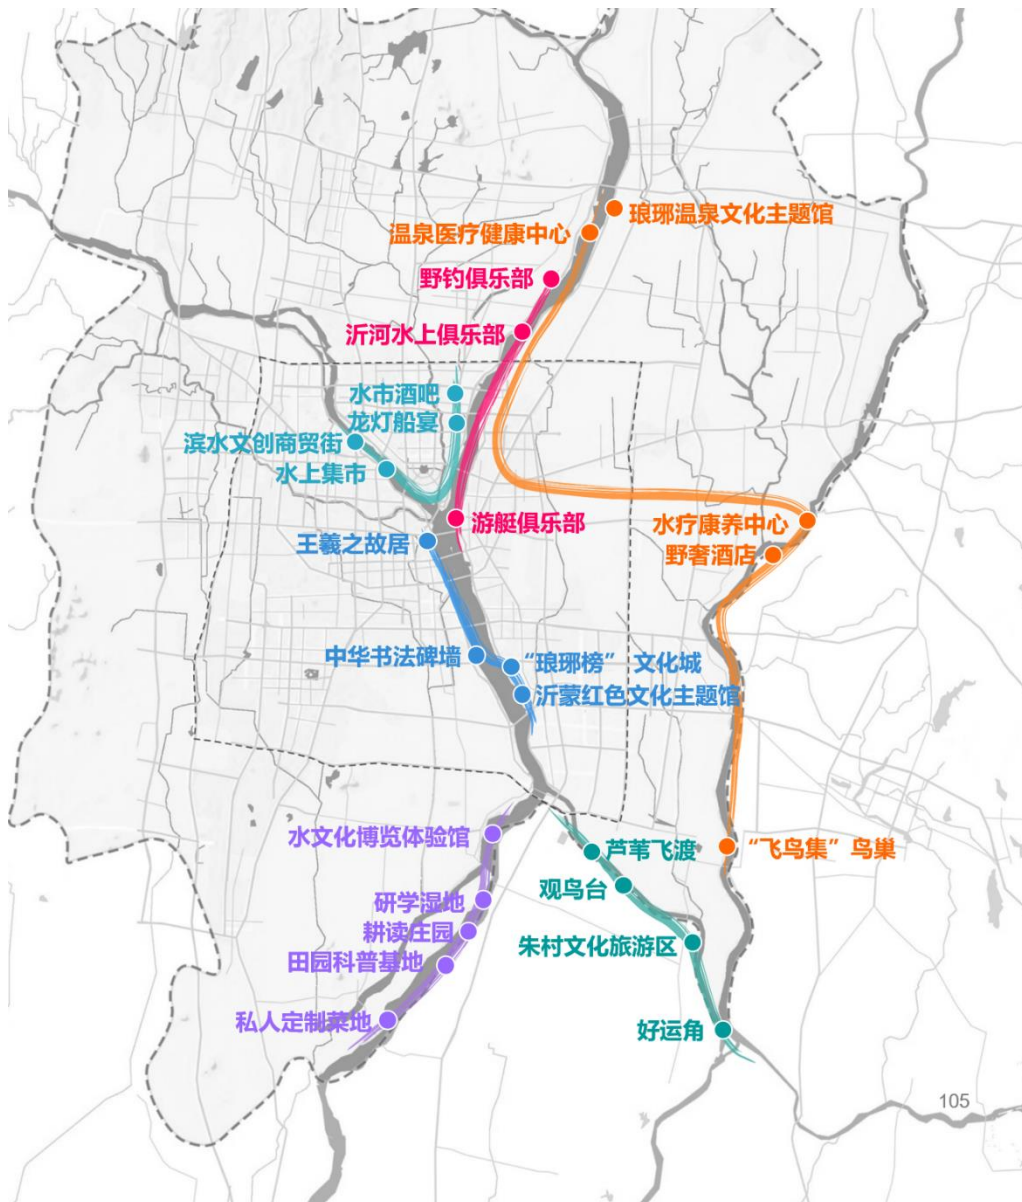 琅琊温泉文化主题馆
温泉医疗健康中心
野钓俱乐部
沂河水上俱乐部
水市酒吧
龙灯船宴
滨水文创商贸街
水上集市
游艇俱乐部
水疗康养中心
王羲之故居
野奢酒店
中华书法碑墙
“琅琊榜” 文化城
沂蒙红色文化主题馆
水文化博览体验馆
芦苇飞渡
“飞鸟集”鸟巢
观鸟台
研学湿地
耕读庄园
朱村文化旅游区
田园科普基地
私人定制菜地
好运角
105